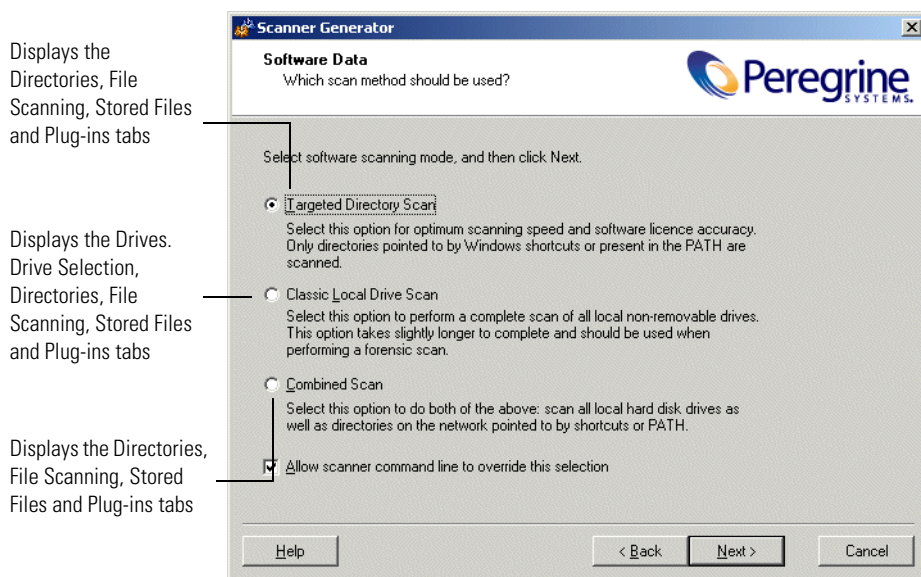 Scanner Generator
Software Data
Which scan method should be used?
Peregrine
SYSTEMS.
Displays the
Directories, File
Scanning, Stored Files
and Plug-ins tabs
Select software scanning mode, and then click Next.
Targeted Directory Scan
Select this option for optimum scanning speed and software licence accuracy.
Only directories pointed to by Windows shortcuts or present in the PATH are
scanned.
Displays the Drives.
Drive Selection,
Directories, File
Scanning, Stored Files
and Plug-ins tabs
Classic Local Drive Scan
Select this option to perform a complete scan of all local non-removable drives.
This option takes slightly longer to complete and should be used when
performing a forensic scan.
Combined Scan
Select this option to do both of the above: scan all local hard disk drives as
well as directories on the network pointed to by shortcuts or PATH.
Displays the Directories,
File Scanning, Stored
Files and Plug-ins tabs
Allow scanner command line to override this selection
Help
< Back
Next >
Cancel